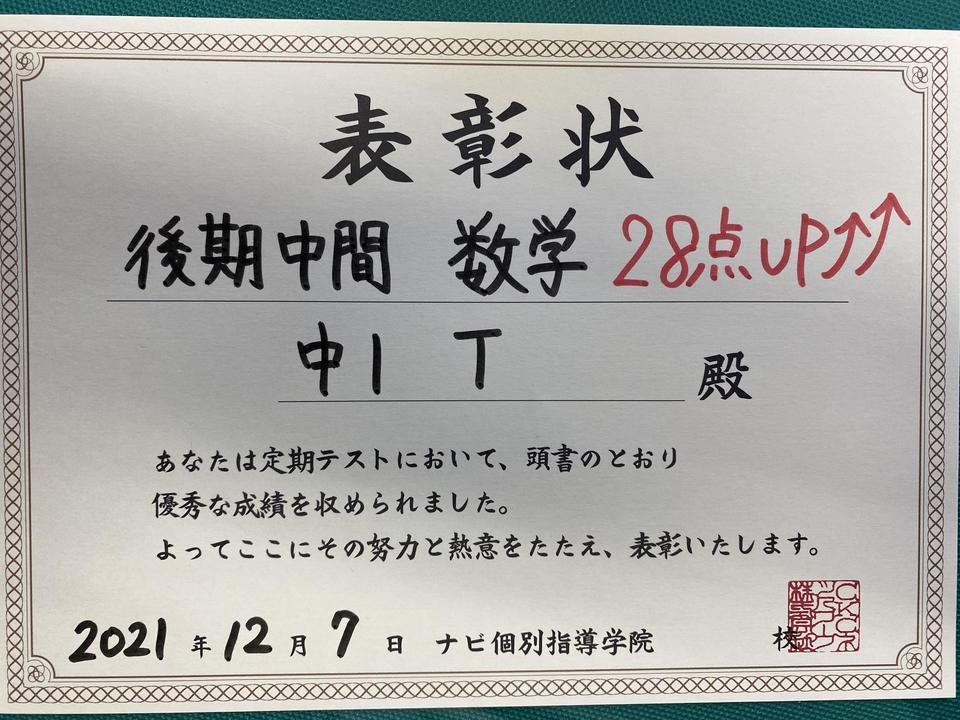 表彰状
後期中間 数学 28点UP↑↑
中1 T 殿
あなたは定期テストにおいて、頭書のとおり
優秀な成績を収められました。
よってここにその努力と熱意をたたえ、表彰いたします。
2021年12月7日 ナビ個別指導学院 校